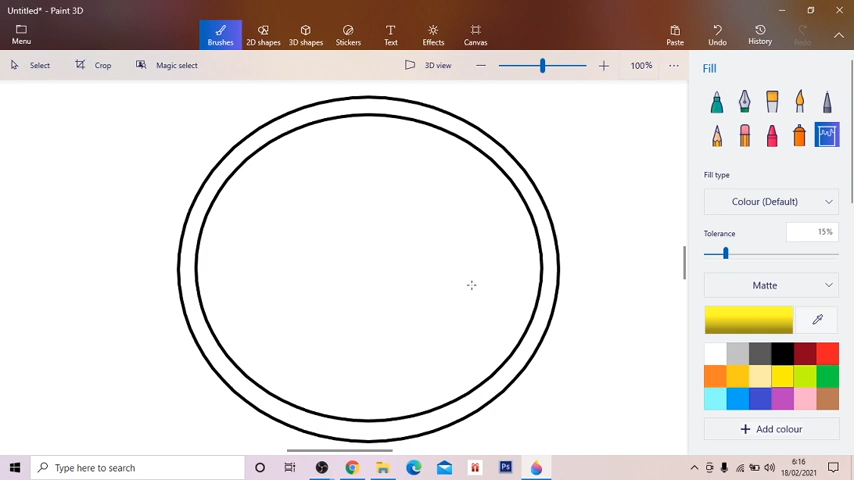 Untitled* - Paint 3D
Menu
Brushes
2D shapes
3D shapes
Stickers
Text
Effects
Canvas
Paste
Undo
History
Redo
Select
Crop
Magic select
3D view
100%
Fill
Fill type
Colour (Default)
Tolerance
15%
Matte
Add colour
Type here to search
Ps
6:16
18/02/2021